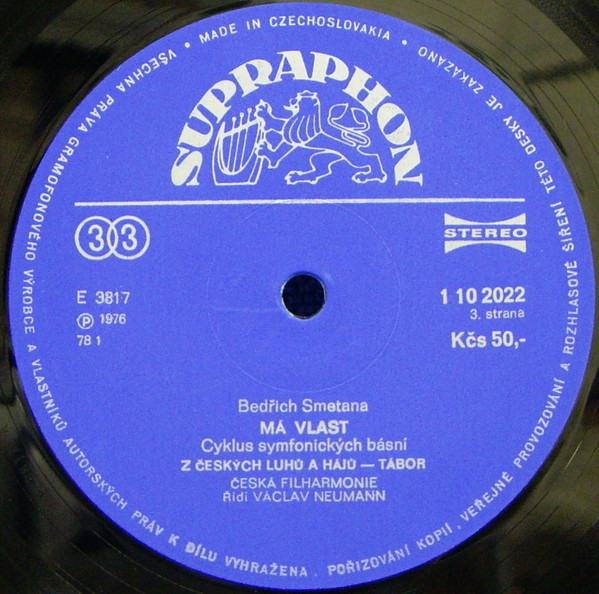 VŠECHNA PRÁVA GRAMOFONOVÉHO VÝROBCE A VLASTNÍKŮ AUTORSKÝCH PRÁV K DÍLU VYHRAŽENA. POŘIZOVÁNÍ KOPIÍ, VEŘEJNÉ PROVOZOVÁNÍ A ROZHLASOVÉ ŠÍŘENÍ TÉTO DESKY JE ZAKÁZÁNO
• MADE IN CZECHOSLOVAKIA •
SUPRAPHON
33
STEREO
E 3817
Ⓟ 1976
78 1
1 10 2022
3. strana
Kčs 50,-
Bedřich Smetana
MÁ VLAST
Cyklus symfonických básní
Z ČESKÝCH LUHŮ A HÁJŮ — TÁBOR
ČESKÁ FILHARMONIE
Řídí VÁCLAV NEUMANN